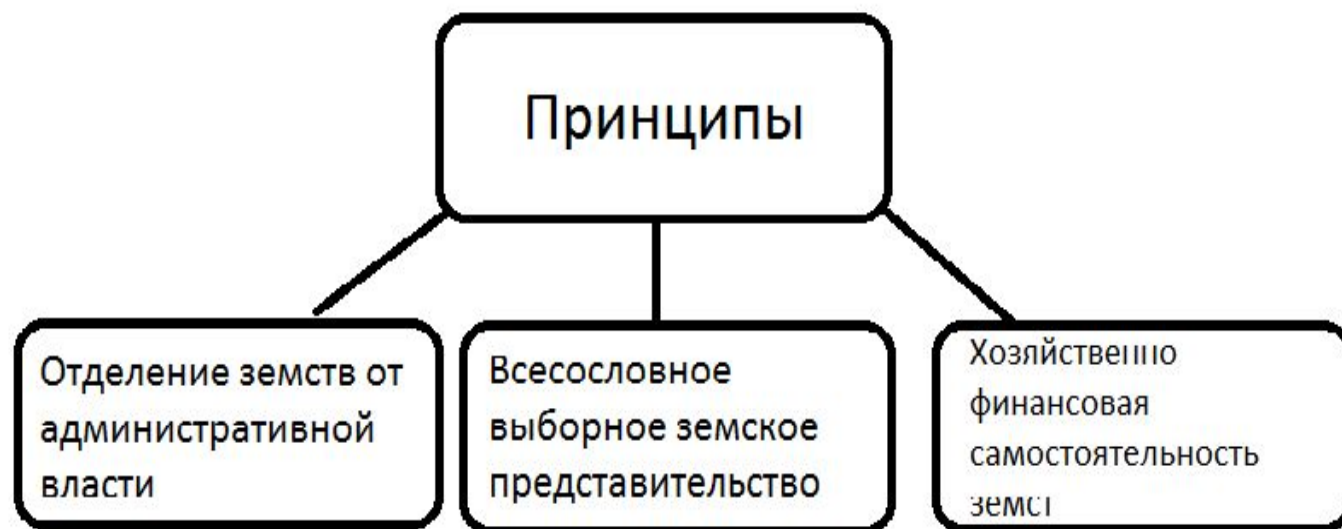 Принципы
Отделение земств от
административной
власти
Всесословное
выборное земское
представительство
Хозяйственно
финансовая
самостоятельность
земст